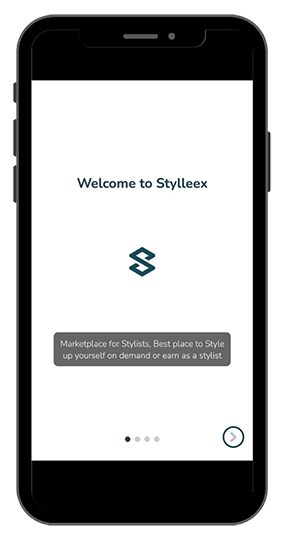 Welcome to Stylleex
Marketplace for Stylists, Best place to Style
up yourself on demand or earn as a stylist